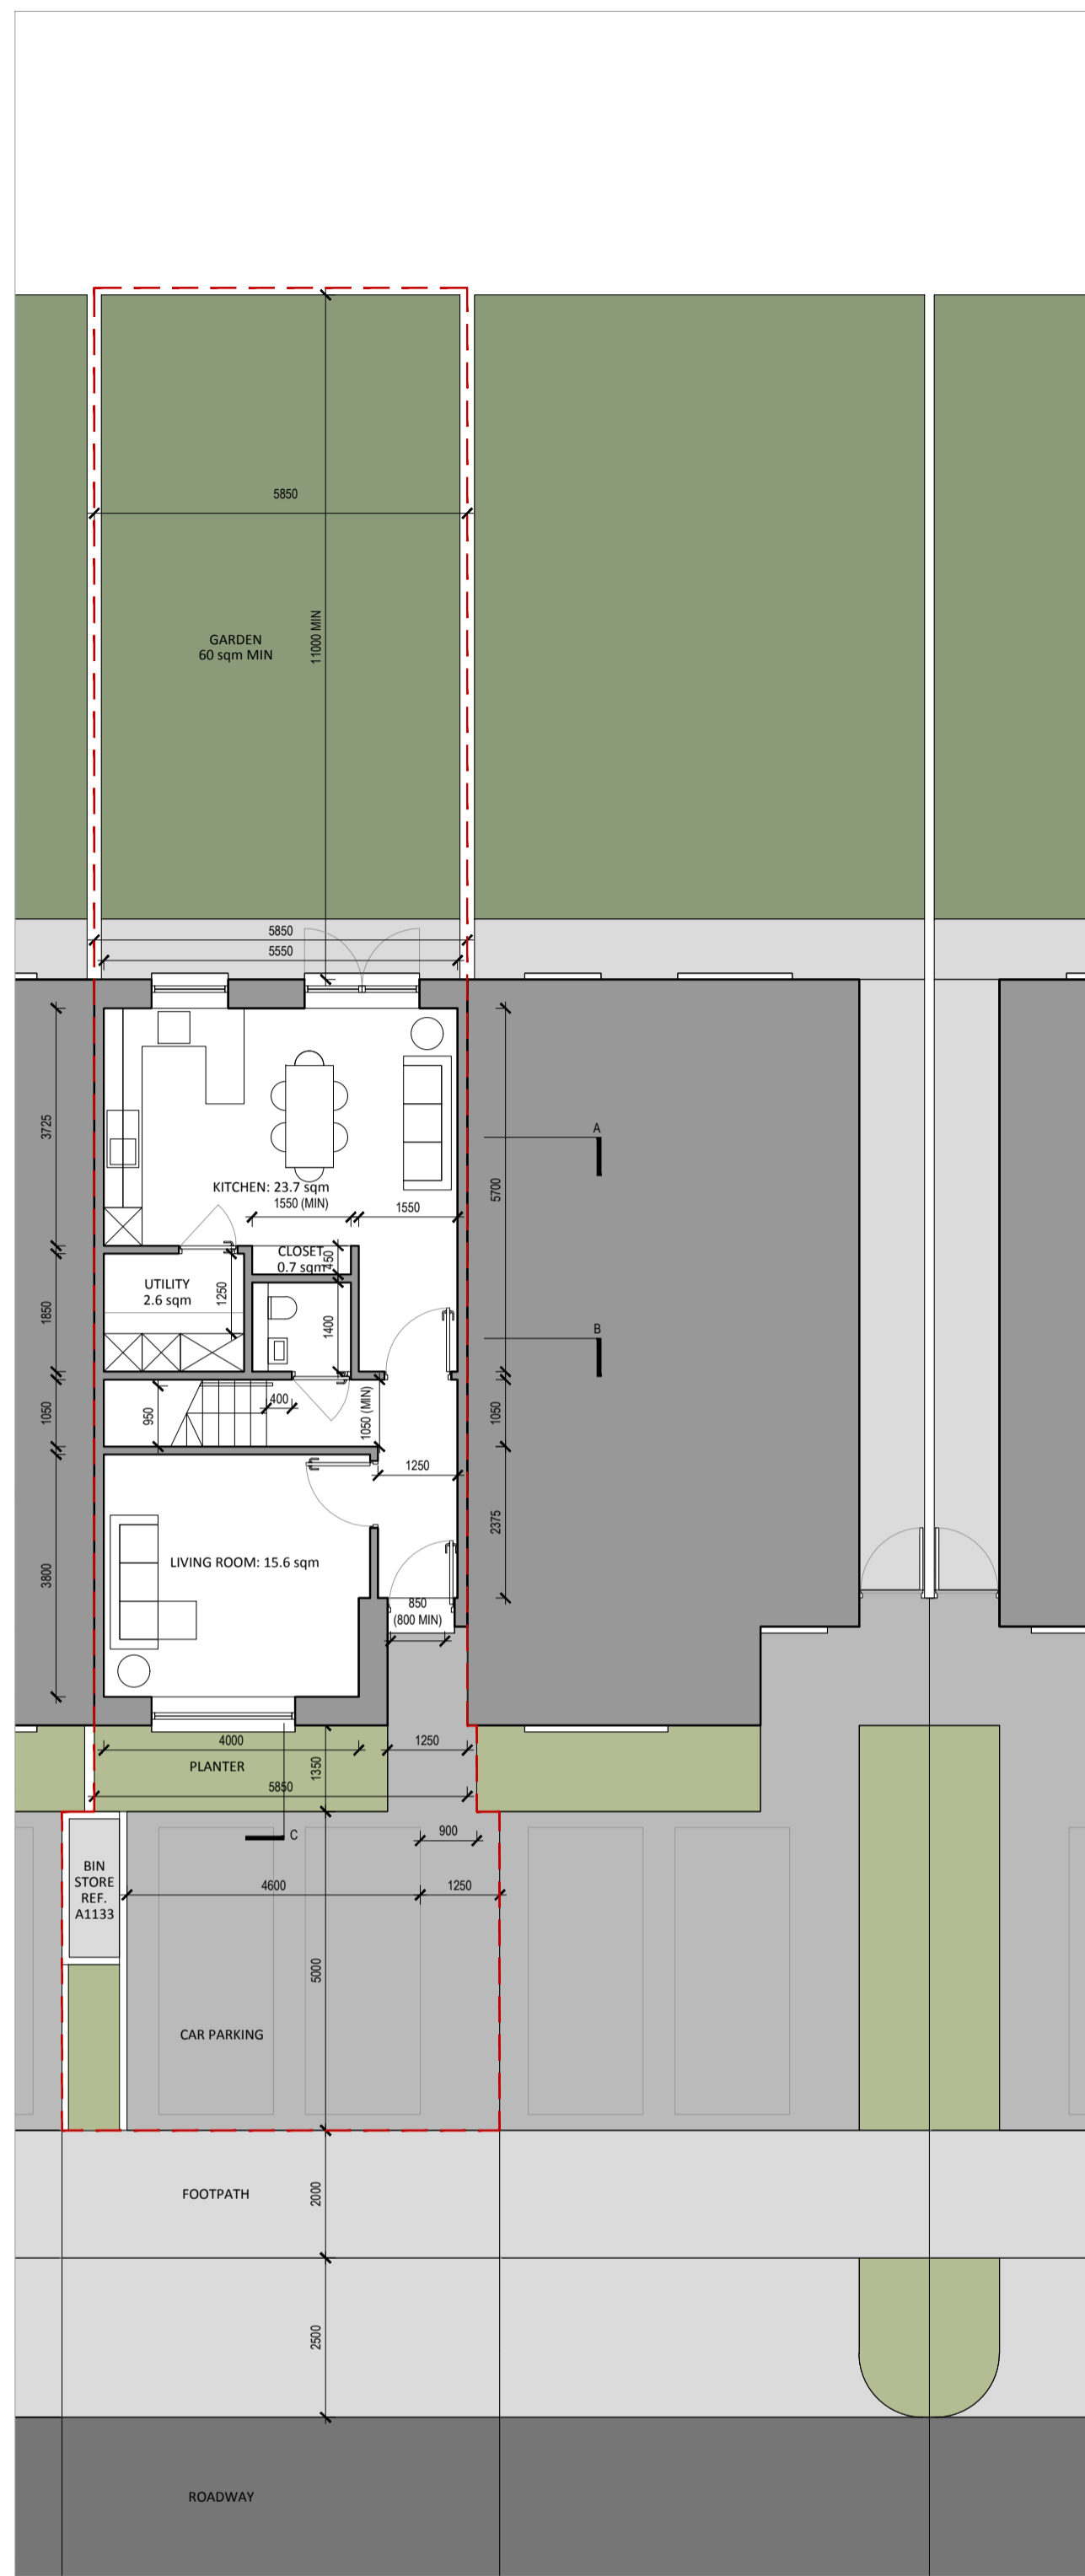 5850
GARDEN
60 sqm MIN
11000 MIN
5850
5550
3725
A
KITCHEN: 23.7 sqm
1550 (MIN)
1550
5700
CLOSET
0.7 sqm
450
UTILITY
2.6 sqm
1250
1850
1400
B
1050
950
400
1050 (MIN)
1050
1250
2375
LIVING ROOM: 15.6 sqm
3800
850
(800 MIN)
4000
1250
PLANTER
1350
5850
C
900
BIN
STORE
REF.
A1133
4600
1250
5000
CAR PARKING
FOOTPATH
2000
2500
ROADWAY